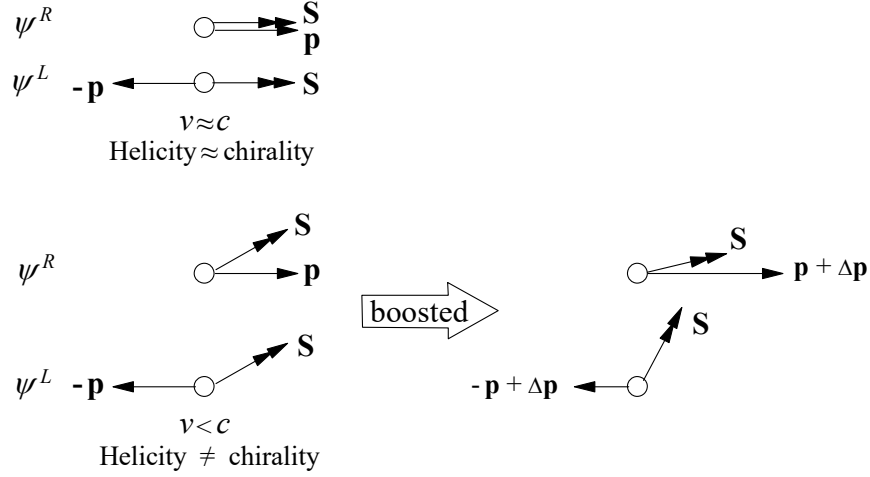 ψ^R S
p
ψ^L -p S
v≈c
Helicity ≈ chirality
ψ^R S p
boosted
S p + Δp
ψ^L -p S
S -p + Δp
v < c
Helicity ≠ chirality